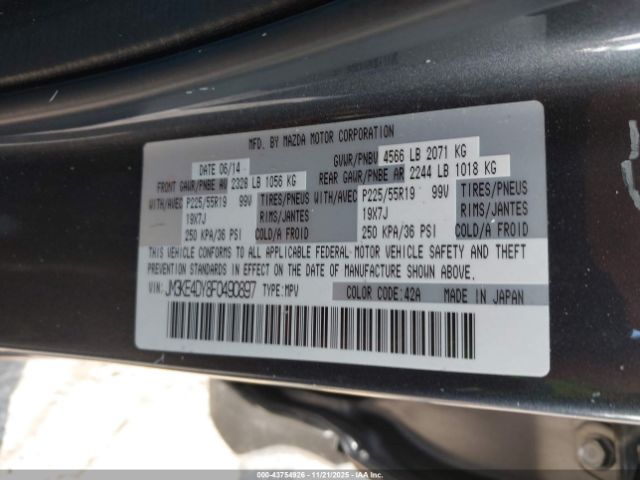 MFD. BY MAZDA MOTOR CORPORATION
DATE 06/14 GVWR/PNBV 4566 LB 2071 KG
FRONT GAWR/PNBE AV 2328 LB 1056 KG REAR GAWR/PNBE AR 2244 LB 1018 KG
WITH/AVEC P225/55R19 99V TIRES/PNEUS WITH/AVEC P225/55R19 99V TIRES/PNEUS
19X7J RIMS/JANTES 19X7J RIMS/JANTES
250 KPA/36 PSI COLD/A FROID 250 KPA/36 PSI COLD/A FROID
THIS VEHICLE CONFORMS TO ALL APPLICABLE FEDERAL MOTOR VEHICLE SAFETY AND THEFT
PREVENTION STANDARDS IN EFFECT ON THE DATE OF MANUFACTURE SHOWN ABOVE.
VIN: JM3KE4DY8F0490897 TYPE:MPV COLOR CODE:42A MADE IN JAPAN
000-43754926 - 11/21/2025 - IAADS